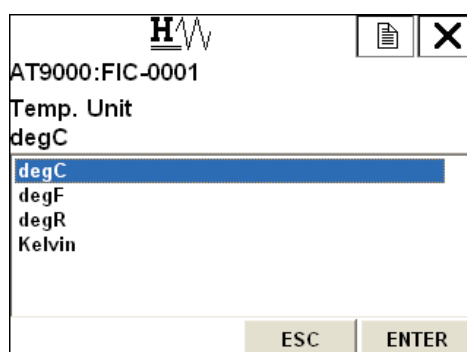 H
AT9000:FIC-0001
Temp. Unit
degC
degC
degF
degR
Kelvin
ESC ENTER